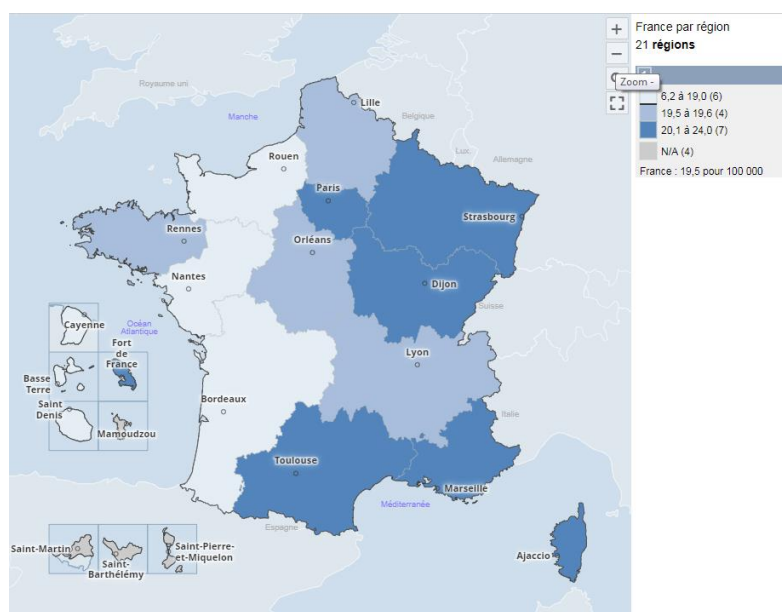 France par région
21 régions
Zoom -
6,2 à 19,0 (6)
19,5 à 19,6 (4)
20,1 à 24,0 (7)
N/A (4)
France : 19,5 pour 100 000
Royaume uni
Manche
Lille
Belgique
Lux.
Allemagne
Rouen
Paris
Strasbourg
Rennes
Orléans
Nantes
Dijon
Suisse
Océan
Atlantique
Cayenne
Fort
de
France
Basse
Terre
Saint
Denis
Mamoudzou
Lyon
Bordeaux
Italie
Toulouse
Marseille
Méditerranée
Espagne
Ajaccio
Saint-Martin
Saint-
Barthélémy
Saint-Pierre-
et-Miquelon